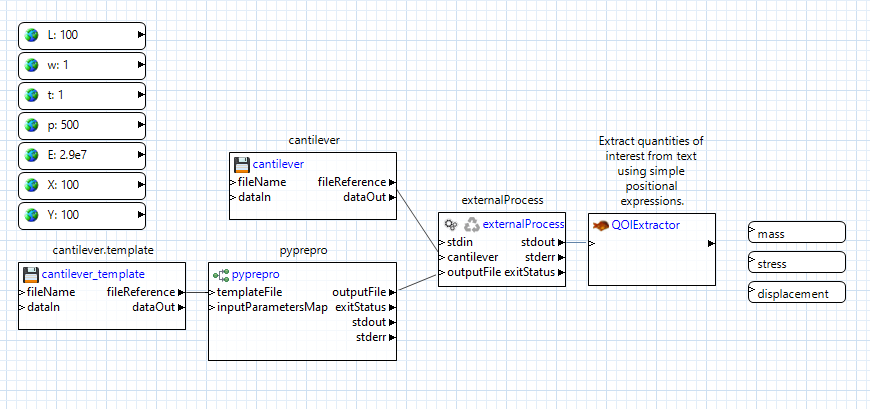 L: 100
w: 1
t: 1
p: 500
E: 2.9e7
X: 100
Y: 100
cantilever
cantilever
fileName fileReference
dataIn dataOut
cantilever.template
cantilever_template
fileName fileReference
dataIn dataOut
pyprepro
pyprepro
templateFile outputFile
inputParametersMap exitStatus
stdout
stderr
externalProcess
externalProcess
stdin stdout
cantilever stderr
outputFile exitStatus
Extract quantities of
interest from text
using simple
positional
expressions.
QOIExtractor
mass
stress
displacement